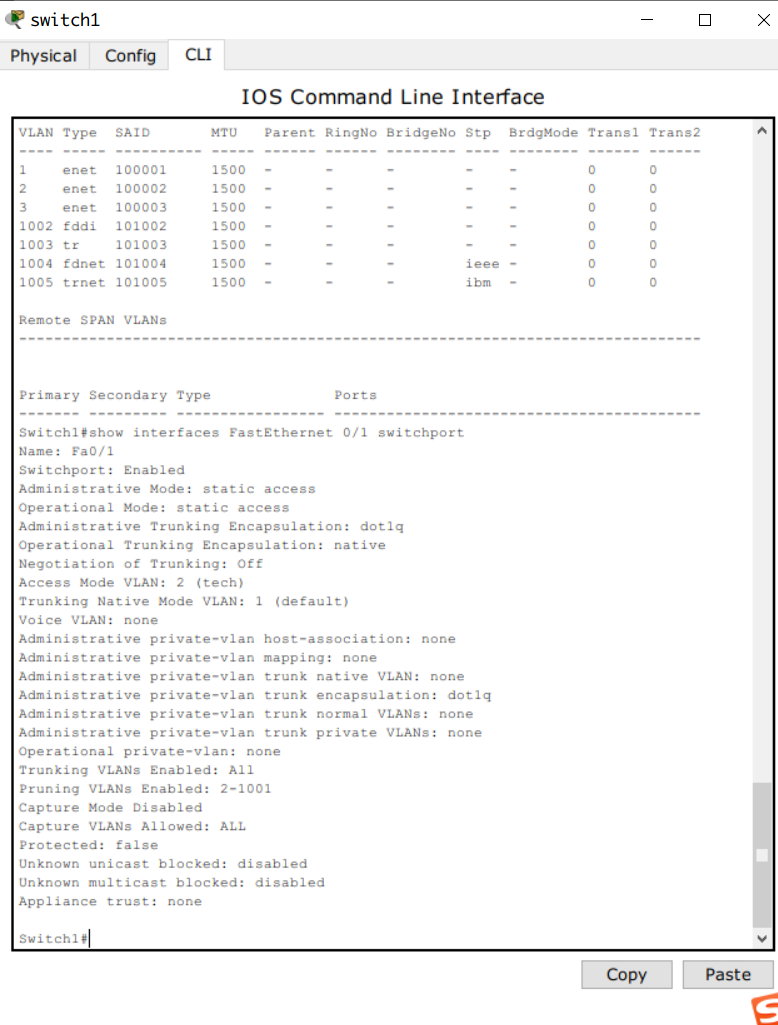 switch1
Physical Config CLI
IOS Command Line Interface
VLAN Type  SAID       MTU   Parent RingNo BridgeNo Stp  BrdgMode Trans1 Trans2
---- ----- ---------- ----- ------ ------ -------- ---- -------- ------ ------
1    enet  100001     1500  -      -      -        -    -        0      0
2    enet  100002     1500  -      -      -        -    -        0      0
3    enet  100003     1500  -      -      -        -    -        0      0
1002 fddi  101002     1500  -      -      -        -    -        0      0
1003 tr    101003     1500  -      -      -        -    -        0      0
1004 fdnet 101004     1500  -      -      -        ieee -        0      0
1005 trnet 101005     1500  -      -      -        ibm  -        0      0
Remote SPAN VLANs
------------------------------------------------------------------------------
Primary Secondary Type              Ports
------- --------- ----------------- ------------------------------------------
Switch1#show interfaces FastEthernet 0/1 switchport
Name: Fa0/1
Switchport: Enabled
Administrative Mode: static access
Operational Mode: static access
Administrative Trunking Encapsulation: dot1q
Operational Trunking Encapsulation: native
Negotiation of Trunking: Off
Access Mode VLAN: 2 (tech)
Trunking Native Mode VLAN: 1 (default)
Voice VLAN: none
Administrative private-vlan host-association: none
Administrative private-vlan mapping: none
Administrative private-vlan trunk native VLAN: none
Administrative private-vlan trunk encapsulation: dot1q
Administrative private-vlan trunk normal VLANs: none
Administrative private-vlan trunk private VLANs: none
Operational private-vlan: none
Trunking VLANs Enabled: All
Pruning VLANs Enabled: 2-1001
Capture Mode Disabled
Capture VLANs Allowed: ALL
Protected: false
Unknown unicast blocked: disabled
Unknown multicast blocked: disabled
Appliance trust: none
Switch1#
Copy Paste